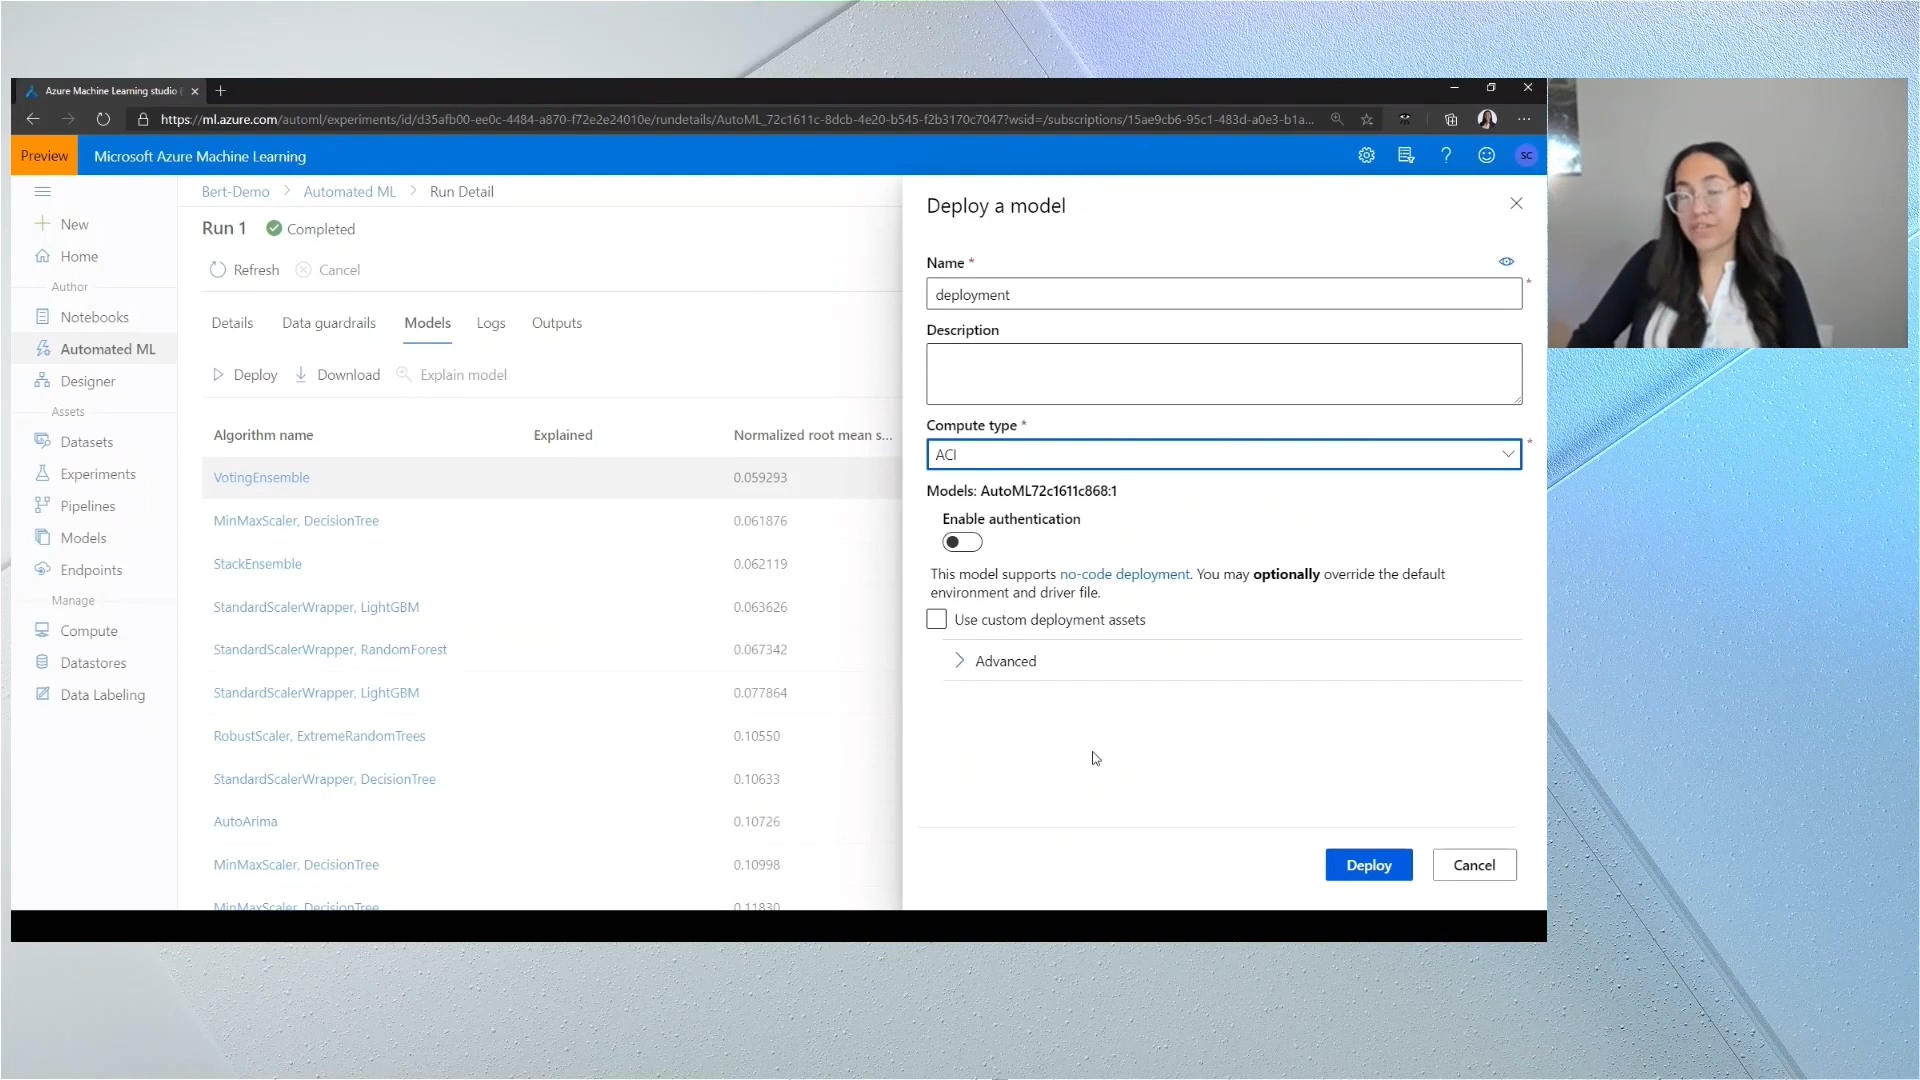 Azure Machine Learning studio (
https://ml.azure.com/automl/experiments/id/d35afb00-ee0c-4484-a870-f72e2e24010e/rundetails/AutoML_72c1611c-8dcb-4e20-b545-f2b3170c7047?wsid=/subscriptions/15ae9cb6-95c1-483d-a0e3-b1a...
Preview
Microsoft Azure Machine Learning
SC
New
Home
Author
Notebooks
Automated ML
Designer
Assets
Datasets
Experiments
Pipelines
Models
Endpoints
Manage
Compute
Datastores
Data Labeling
Bert-Demo > Automated ML > Run Detail
Run 1 Completed
Refresh Cancel
Details Data guardrails Models Logs Outputs
Deploy Download Explain model
Algorithm name Explained Normalized root mean s...
VotingEnsemble 0.059293
MinMaxScaler, DecisionTree 0.061876
StackEnsemble 0.062119
StandardScalerWrapper, LightGBM 0.063626
StandardScalerWrapper, RandomForest 0.067342
StandardScalerWrapper, LightGBM 0.077864
RobustScaler, ExtremeRandomTrees 0.10550
StandardScalerWrapper, DecisionTree 0.10633
AutoArima 0.10726
MinMaxScaler, DecisionTree 0.10998
MinMaxScaler, DecisionTree 0.11830
Deploy a model
Name *
deployment *
Description
Compute type *
ACI *
Models: AutoML72c1611c868:1
Enable authentication
This model supports no-code deployment. You may optionally override the default
environment and driver file.
Use custom deployment assets
Advanced
Deploy Cancel